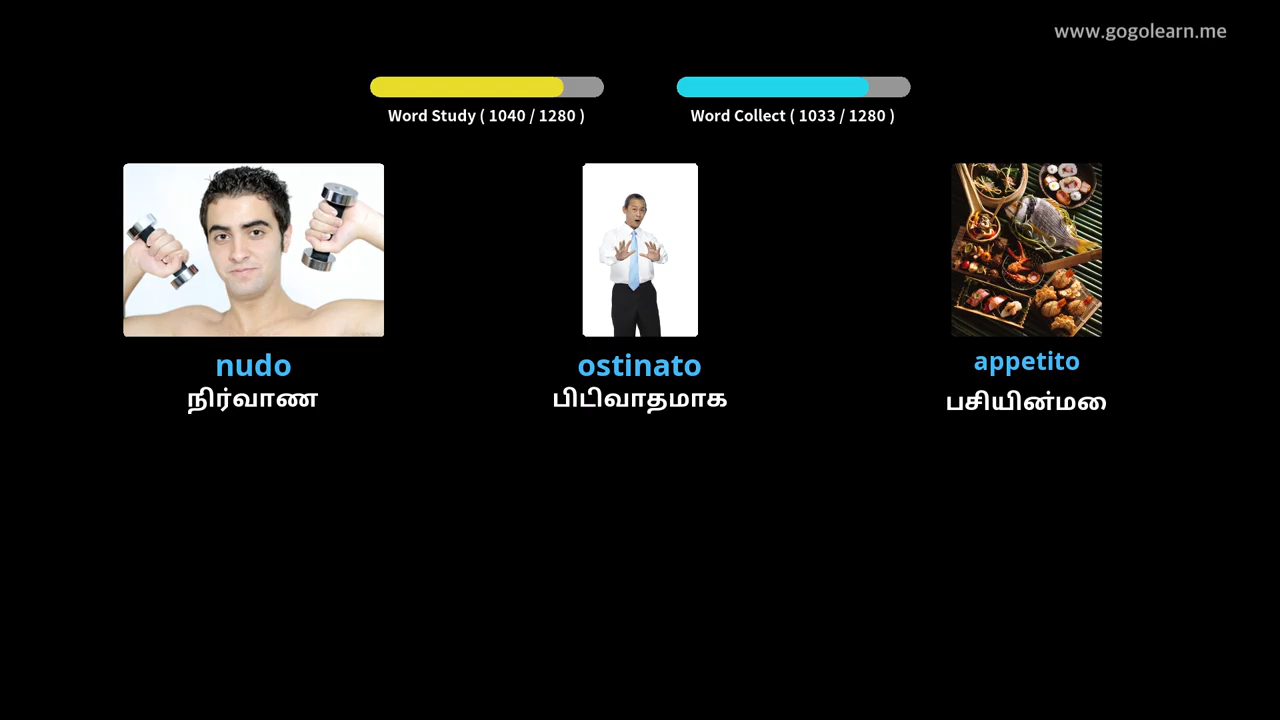 www.gogolearn.me
Word Study ( 1040 / 1280 )
Word Collect ( 1033 / 1280 )
nudo
நிர்வாண
ostinato
பிடிவாதமாக
appetito
பசியின்மை